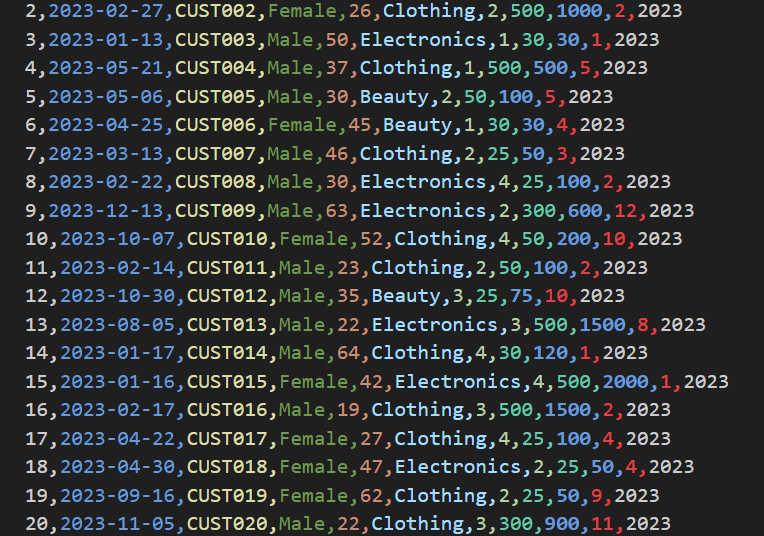 2,2023-02-27,CUST002,Female,26,Clothing,2,500,1000,2,2023
3,2023-01-13,CUST003,Male,50,Electronics,1,30,30,1,2023
4,2023-05-21,CUST004,Male,37,Clothing,1,500,500,5,2023
5,2023-05-06,CUST005,Male,30,Beauty,2,50,100,5,2023
6,2023-04-25,CUST006,Female,45,Beauty,1,30,30,4,2023
7,2023-03-13,CUST007,Male,46,Clothing,2,25,50,3,2023
8,2023-02-22,CUST008,Male,30,Electronics,4,25,100,2,2023
9,2023-12-13,CUST009,Male,63,Electronics,2,300,600,12,2023
10,2023-10-07,CUST010,Female,52,Clothing,4,50,200,10,2023
11,2023-02-14,CUST011,Male,23,Clothing,2,50,100,2,2023
12,2023-10-30,CUST012,Male,35,Beauty,3,25,75,10,2023
13,2023-08-05,CUST013,Male,22,Electronics,3,500,1500,8,2023
14,2023-01-17,CUST014,Male,64,Clothing,4,30,120,1,2023
15,2023-01-16,CUST015,Female,42,Electronics,4,500,2000,1,2023
16,2023-02-17,CUST016,Male,19,Clothing,3,500,1500,2,2023
17,2023-04-22,CUST017,Female,27,Clothing,4,25,100,4,2023
18,2023-04-30,CUST018,Female,47,Electronics,2,25,50,4,2023
19,2023-09-16,CUST019,Female,62,Clothing,2,25,50,9,2023
20,2023-11-05,CUST020,Male,22,Clothing,3,300,900,11,2023